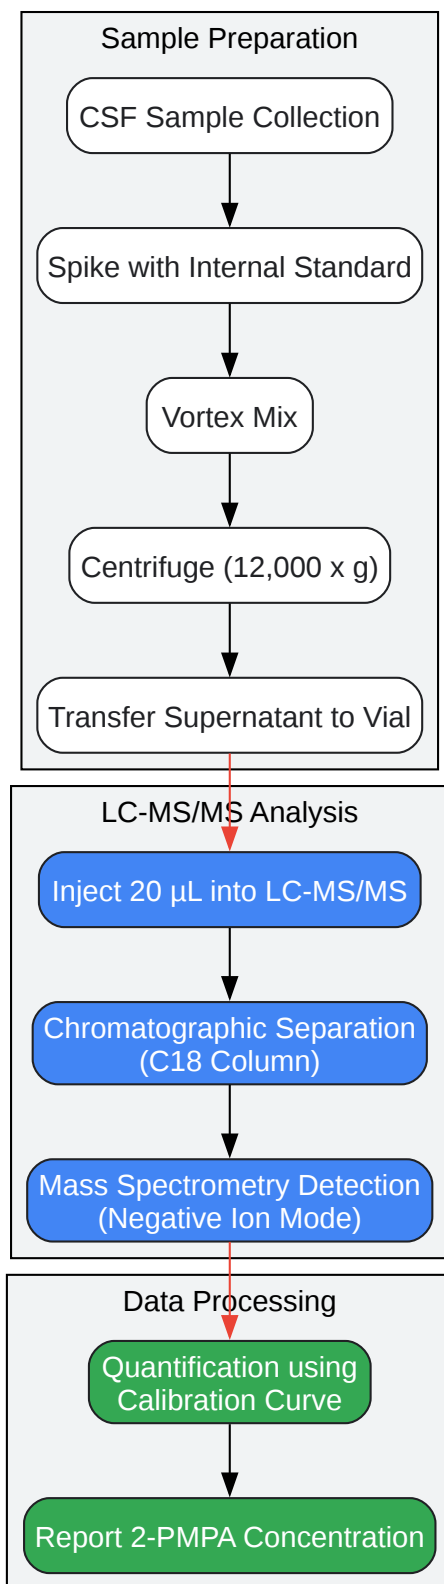 Sample Preparation
CSF Sample Collection
Spike with Internal Standard
Vortex Mix
Centrifuge (12,000 x g)
Transfer Supernatant to Vial
LC-MS/MS Analysis
Inject 20 µL into LC-MS/MS
Chromatographic Separation
(C18 Column)
Mass Spectrometry Detection
(Negative Ion Mode)
Data Processing
Quantification using
Calibration Curve
Report 2-PMPA Concentration